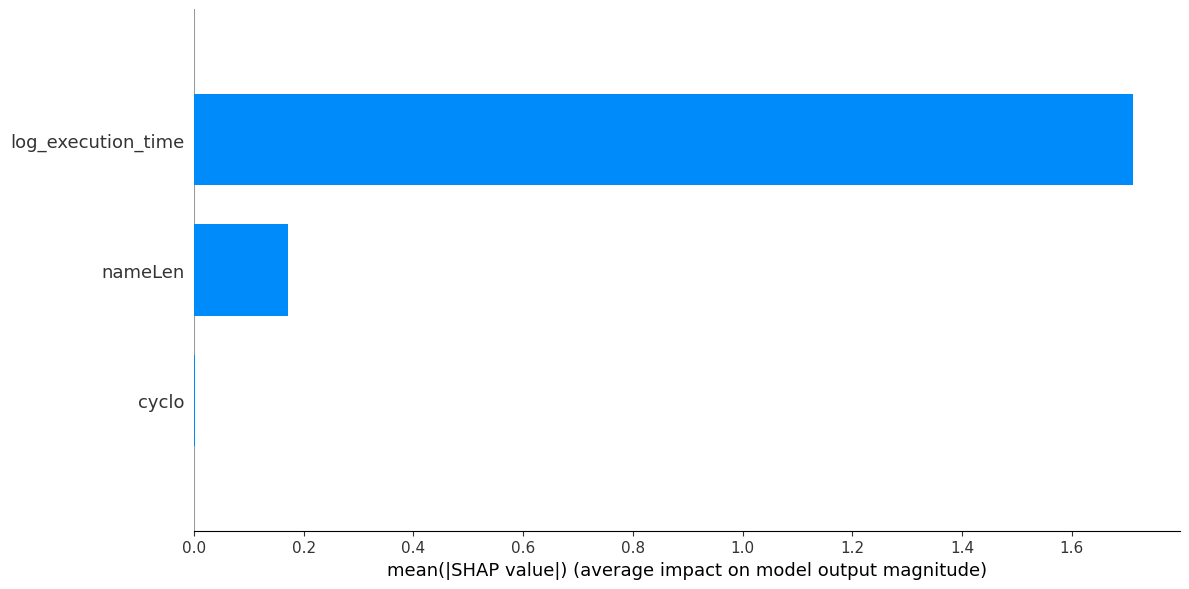 log_execution_time
nameLen
cyclo
0.0 0.2 0.4 0.6 0.8 1.0 1.2 1.4 1.6
mean(|SHAP value|) (average impact on model output magnitude)